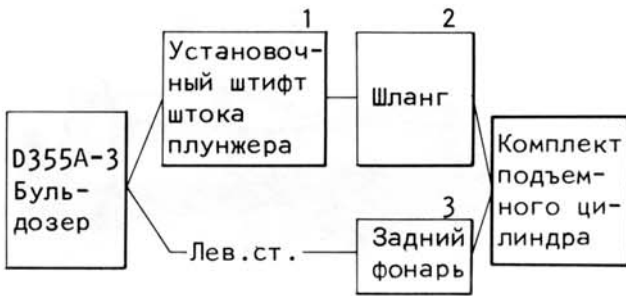 D355A-3
Буль-
дозер
1
Установоч-
ный штифт
штока
плунжера
2
Шланг
Лев.ст.
3
Задний
фонарь
Комплект
подъем-
ного ци-
линдра